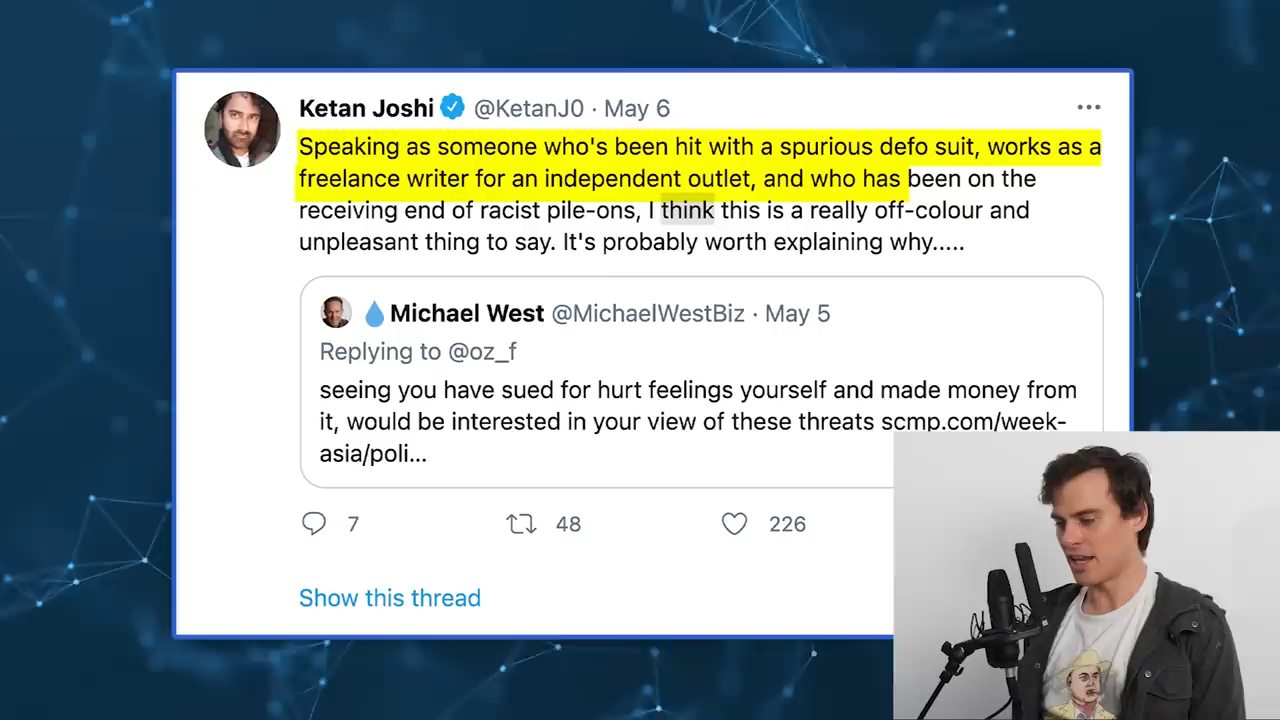 Ketan Joshi @KetanJ0 · May 6
Speaking as someone who's been hit with a spurious defo suit, works as a
freelance writer for an independent outlet, and who has been on the
receiving end of racist pile-ons, I think this is a really off-colour and
unpleasant thing to say. It's probably worth explaining why.....
Michael West @MichaelWestBiz · May 5
Replying to @oz_f
seeing you have sued for hurt feelings yourself and made money from
it, would be interested in your view of these threats scmp.com/week-
asia/poli...
7 48 226
Show this thread